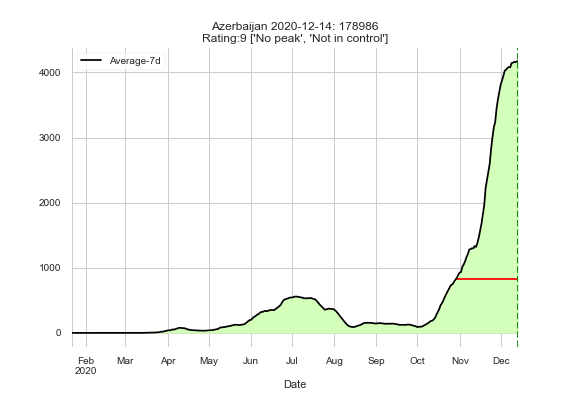 Azerbaijan 2020-12-14: 178986
Rating:9 ['No peak', 'Not in control']
Average-7d
4000
3000
2000
1000
0
Feb Mar Apr May Jun Jul Aug Sep Oct Nov Dec
2020
Date